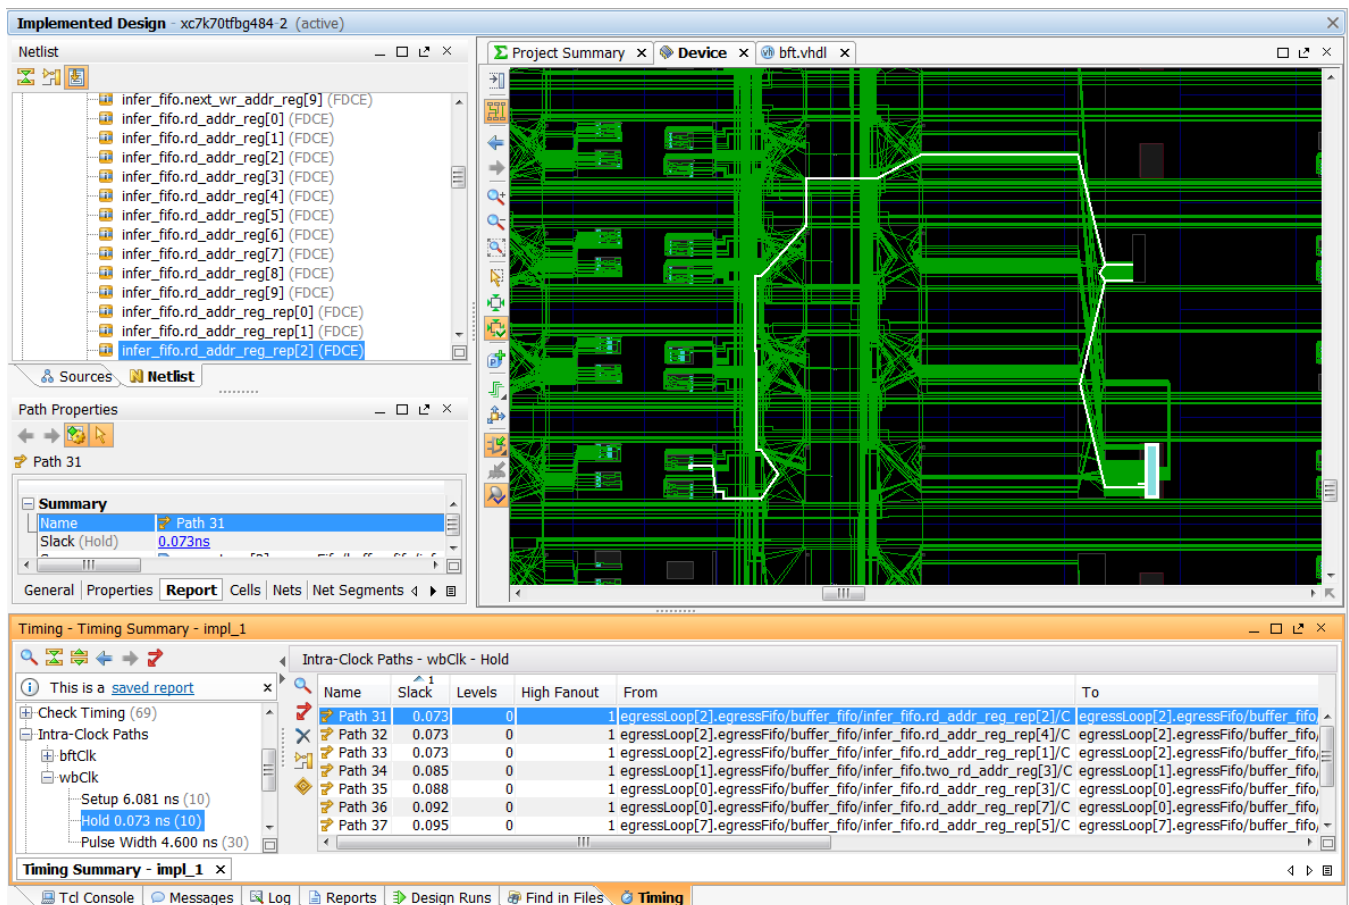 Implemented Design - xc7k70tfbg484-2 (active)
Netlist
infer_fifo.next_wr_addr_reg[9] (FDCE)
infer_fifo.rd_addr_reg[0] (FDCE)
infer_fifo.rd_addr_reg[1] (FDCE)
infer_fifo.rd_addr_reg[2] (FDCE)
infer_fifo.rd_addr_reg[3] (FDCE)
infer_fifo.rd_addr_reg[4] (FDCE)
infer_fifo.rd_addr_reg[5] (FDCE)
infer_fifo.rd_addr_reg[6] (FDCE)
infer_fifo.rd_addr_reg[7] (FDCE)
infer_fifo.rd_addr_reg[8] (FDCE)
infer_fifo.rd_addr_reg[9] (FDCE)
infer_fifo.rd_addr_reg_rep[0] (FDCE)
infer_fifo.rd_addr_reg_rep[1] (FDCE)
infer_fifo.rd_addr_reg_rep[2] (FDCE)
Sources Netlist
Path Properties
Path 31
Summary
Name Path 31
Slack (Hold) 0.073ns
General Properties Report Cells Nets Net Segments
Project Summary Device bft.vhdl
Timing - Timing Summary - impl_1
This is a saved report
Check Timing (69)
Intra-Clock Paths
bftClk
wbClk
Setup 6.081 ns (10)
Hold 0.073 ns (10)
Pulse Width 4.600 ns (30)
Intra-Clock Paths - wbClk - Hold
Name Slack 1 Levels High Fanout From To
Path 31 0.073 0 1 egressLoop[2].egressFifo/buffer_fifo/infer_fifo.rd_addr_reg_rep[2]/C egressLoop[2].egressFifo/buffer_fifo/
Path 32 0.073 0 1 egressLoop[2].egressFifo/buffer_fifo/infer_fifo.rd_addr_reg_rep[4]/C egressLoop[2].egressFifo/buffer_fifo/
Path 33 0.073 0 1 egressLoop[2].egressFifo/buffer_fifo/infer_fifo.rd_addr_reg_rep[1]/C egressLoop[2].egressFifo/buffer_fifo/
Path 34 0.085 0 1 egressLoop[1].egressFifo/buffer_fifo/infer_fifo.two_rd_addr_reg[3]/C egressLoop[1].egressFifo/buffer_fifo/
Path 35 0.088 0 1 egressLoop[0].egressFifo/buffer_fifo/infer_fifo.rd_addr_reg_rep[3]/C egressLoop[0].egressFifo/buffer_fifo/
Path 36 0.092 0 1 egressLoop[0].egressFifo/buffer_fifo/infer_fifo.rd_addr_reg_rep[7]/C egressLoop[0].egressFifo/buffer_fifo/
Path 37 0.095 0 1 egressLoop[7].egressFifo/buffer_fifo/infer_fifo.rd_addr_reg_rep[5]/C egressLoop[7].egressFifo/buffer_fifo/
Timing Summary - impl_1
Tcl Console Messages Log Reports Design Runs Find in Files Timing